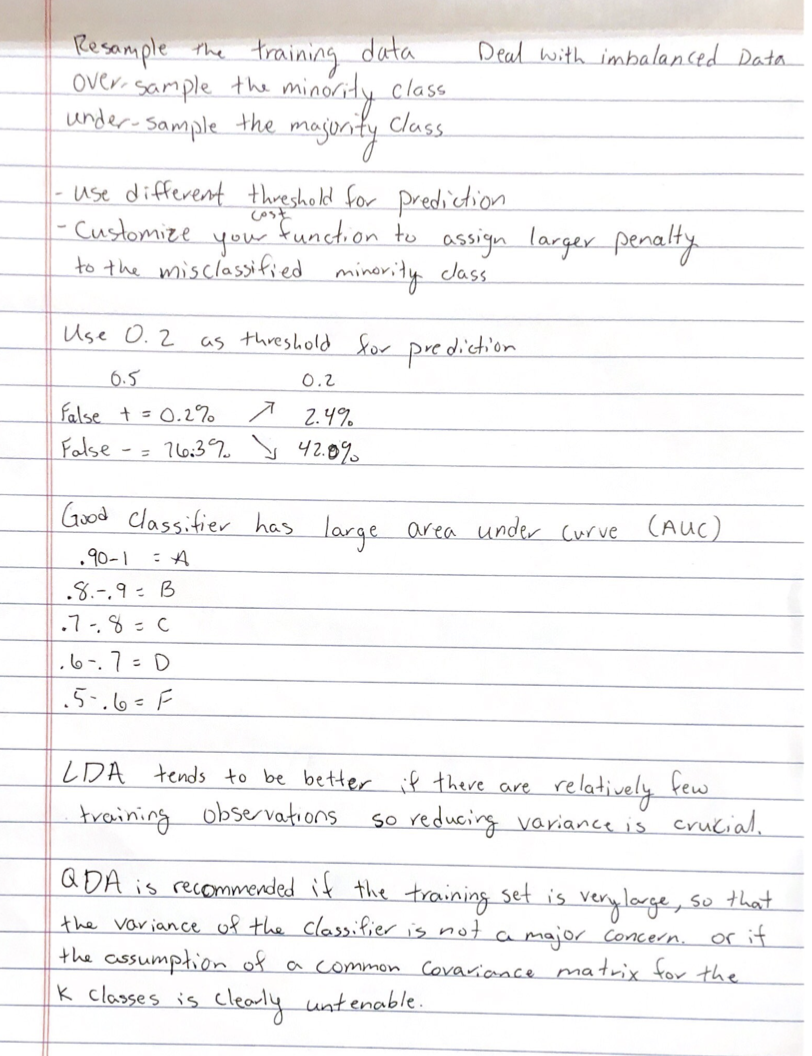 Resample the training data Deal with imbalanced Data
over-sample the minority class
under-sample the majority class
- use different threshold for prediction
cost
- Customize your function to assign larger penalty
to the misclassified minority class
Use 0.2 as threshold for prediction
0.5 0.2
False + = 0.2% ↗ 2.4%
False - = 76.3% ↘ 42.0%
Good classifier has large area under curve (AUC)
.90-1 = A
.8-.9 = B
.7-.8 = C
.6-.7 = D
.5-.6 = F
LDA tends to be better if there are relatively few
training observations so reducing variance is crucial.
QDA is recommended if the training set is very large, so that
the variance of the classifier is not a major concern. or if
the assumption of a common covariance matrix for the
K classes is clearly untenable.